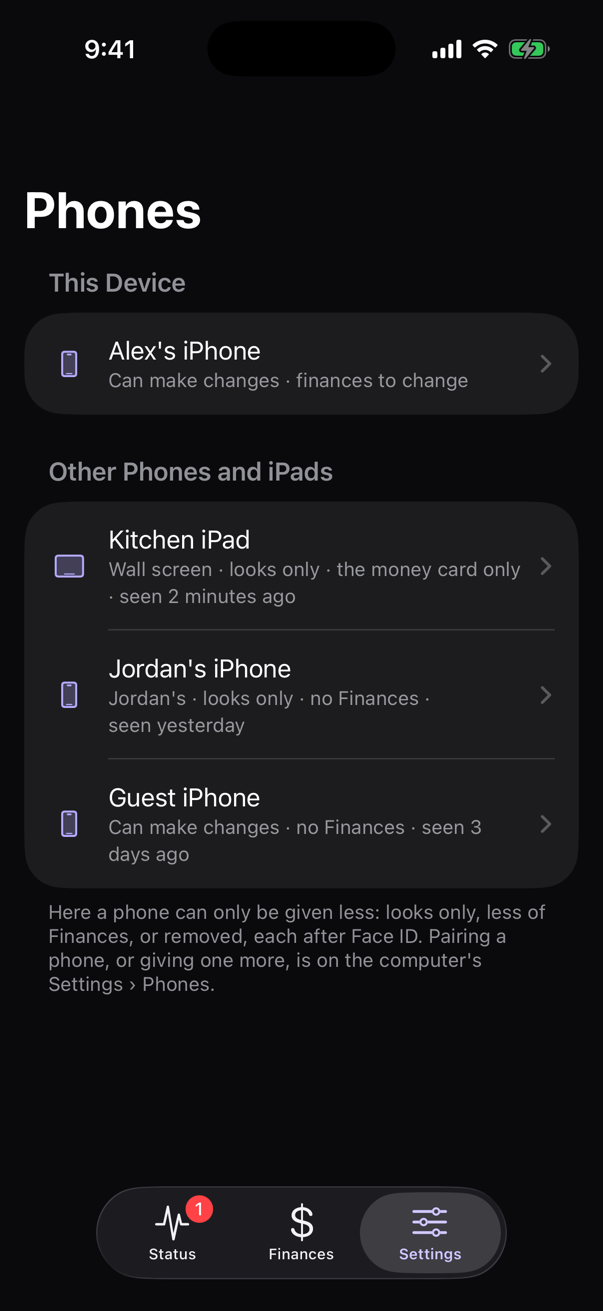 9:41
Phones
This Device
Alex's iPhone
Can make changes · finances to change
Other Phones and iPads
Kitchen iPad
Wall screen · looks only · the money card only
· seen 2 minutes ago
Jordan's iPhone
Jordan's · looks only · no Finances ·
seen yesterday
Guest iPhone
Can make changes · no Finances · seen 3
days ago
Here a phone can only be given less: looks only, less of
Finances, or removed, each after Face ID. Pairing a
phone, or giving one more, is on the computer's
Settings › Phones.
1
Status
Finances
Settings